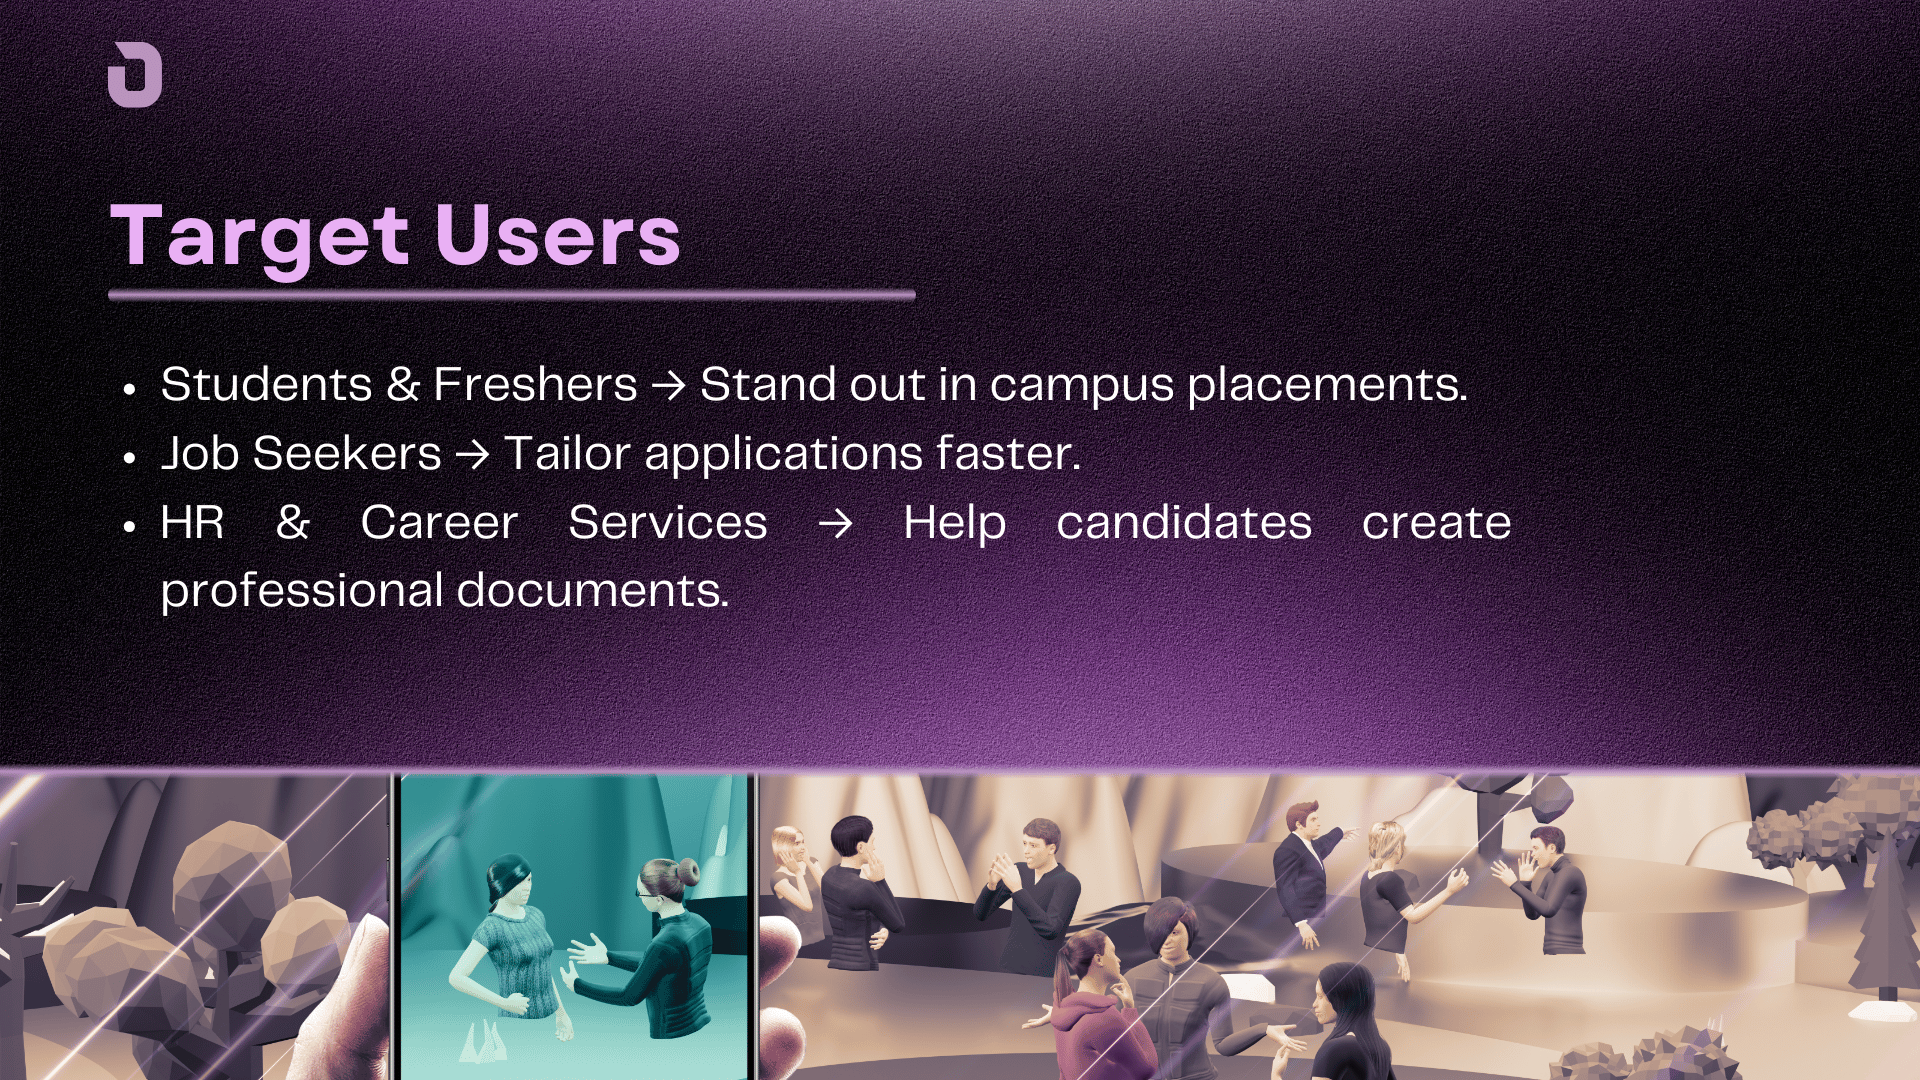 Target Users
• Students & Freshers → Stand out in campus placements.
• Job Seekers → Tailor applications faster.
• HR & Career Services → Help candidates create
professional documents.